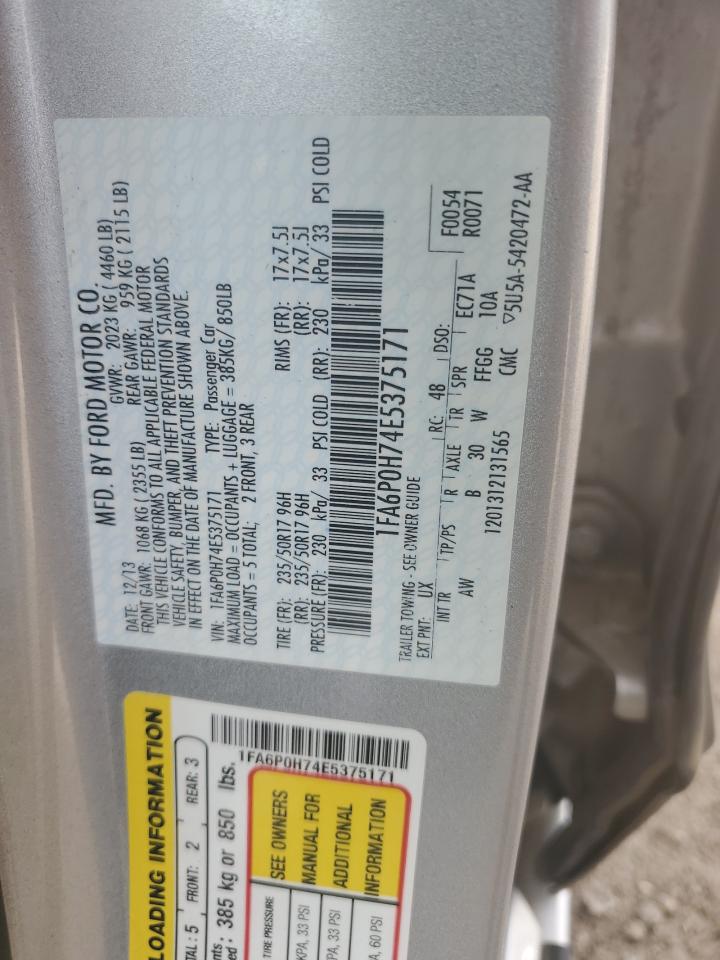 MFD. BY FORD MOTOR CO.
DATE: 12/13 GVWR: 2023 KG ( 4460 LB)
FRONT GAWR: 1068 KG ( 2355 LB) REAR GAWR: 959 KG ( 2115 LB)
THIS VEHICLE CONFORMS TO ALL APPLICABLE FEDERAL MOTOR
VEHICLE SAFETY, BUMPER, AND THEFT PREVENTION STANDARDS
IN EFFECT ON THE DATE OF MANUFACTURE SHOWN ABOVE.
VIN: 1FA6P0H74E5375171 TYPE: Passenger Car
MAXIMUM LOAD = OCCUPANTS + LUGGAGE = 385KG/ 850LB
OCCUPANTS = 5 TOTAL; 2 FRONT, 3 REAR
TIRE (FR): 235/50R17 96H RIMS (FR): 17x7.5J
(RR): 235/50R17 96H (RR): 17x7.5J
PRESSURE (FR): 230 kPa/ 33 PSI COLD (RR): 230 kPa/ 33 PSI COLD
1FA6P0H74E5375171
TRAILER TOWING - SEE OWNER GUIDE
EXT PNT: UX RC: 48 DSO: F0054
R0071
INT TR TP/PS R AXLE TR SPR EC71A
AW B 30 W FFGG 10A
1201312131565 CMC ▽5U5A-5420472-AA
LOADING INFORMATION
TAL: 5 FRONT: 2 REAR: 3
nts
ed : 385 kg or 850 lbs.
1FA6P0H74E5375171
TIRE PRESSURE
KPA, 33 PSI
PA, 33 PSI
A, 60 PSI
SEE OWNERS
MANUAL FOR
ADDITIONAL
INFORMATION